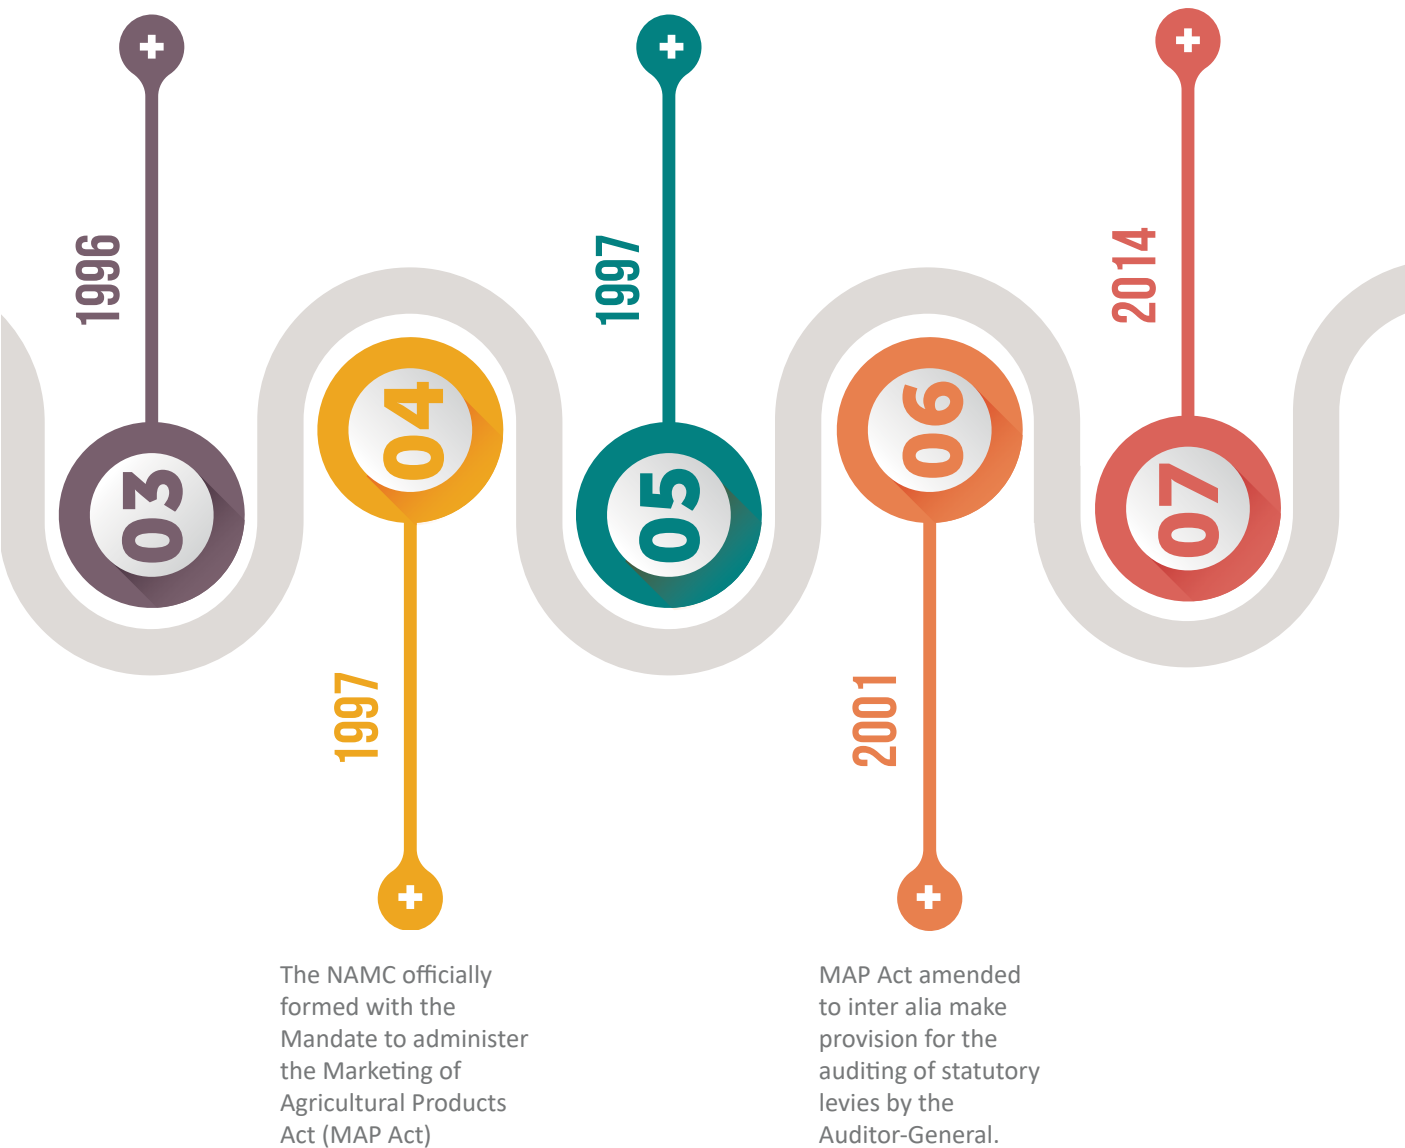 1996
03
1997
04
The NAMC officially
formed with the
Mandate to administer
the Marketing of
Agricultural Products
Act (MAP Act)
1997
05
2001
06
MAP Act amended
to inter alia make
provision for the
auditing of statutory
levies by the
Auditor-General.
2014
07